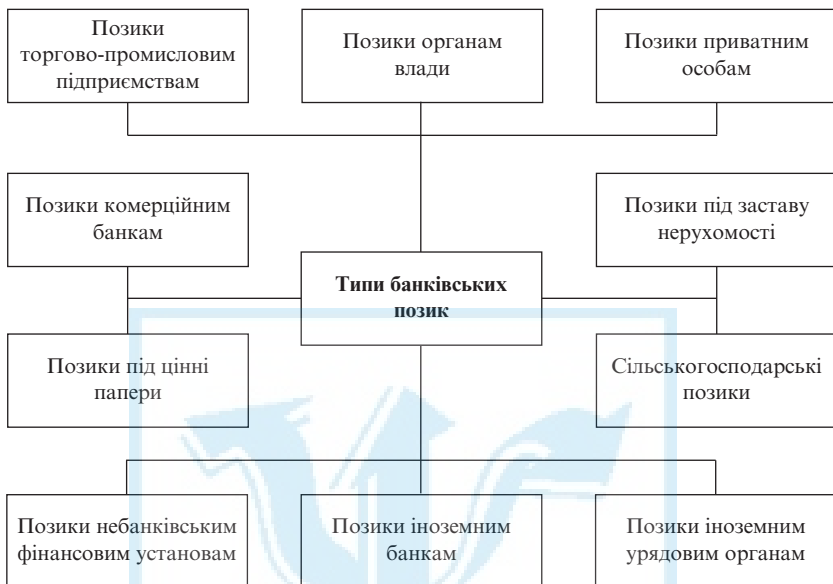 Позики
торгово-промисловим
підприємствам
Позики органам
влади
Позики приватним
особам
Позики комерційним
банкам
Позики під заставу
нерухомості
Типи банківських
позик
Позики під цінні
папери
Сільськогосподарські
позики
Позики небанківським
фінансовим установам
Позики іноземним
банкам
Позики іноземним
урядовим органам